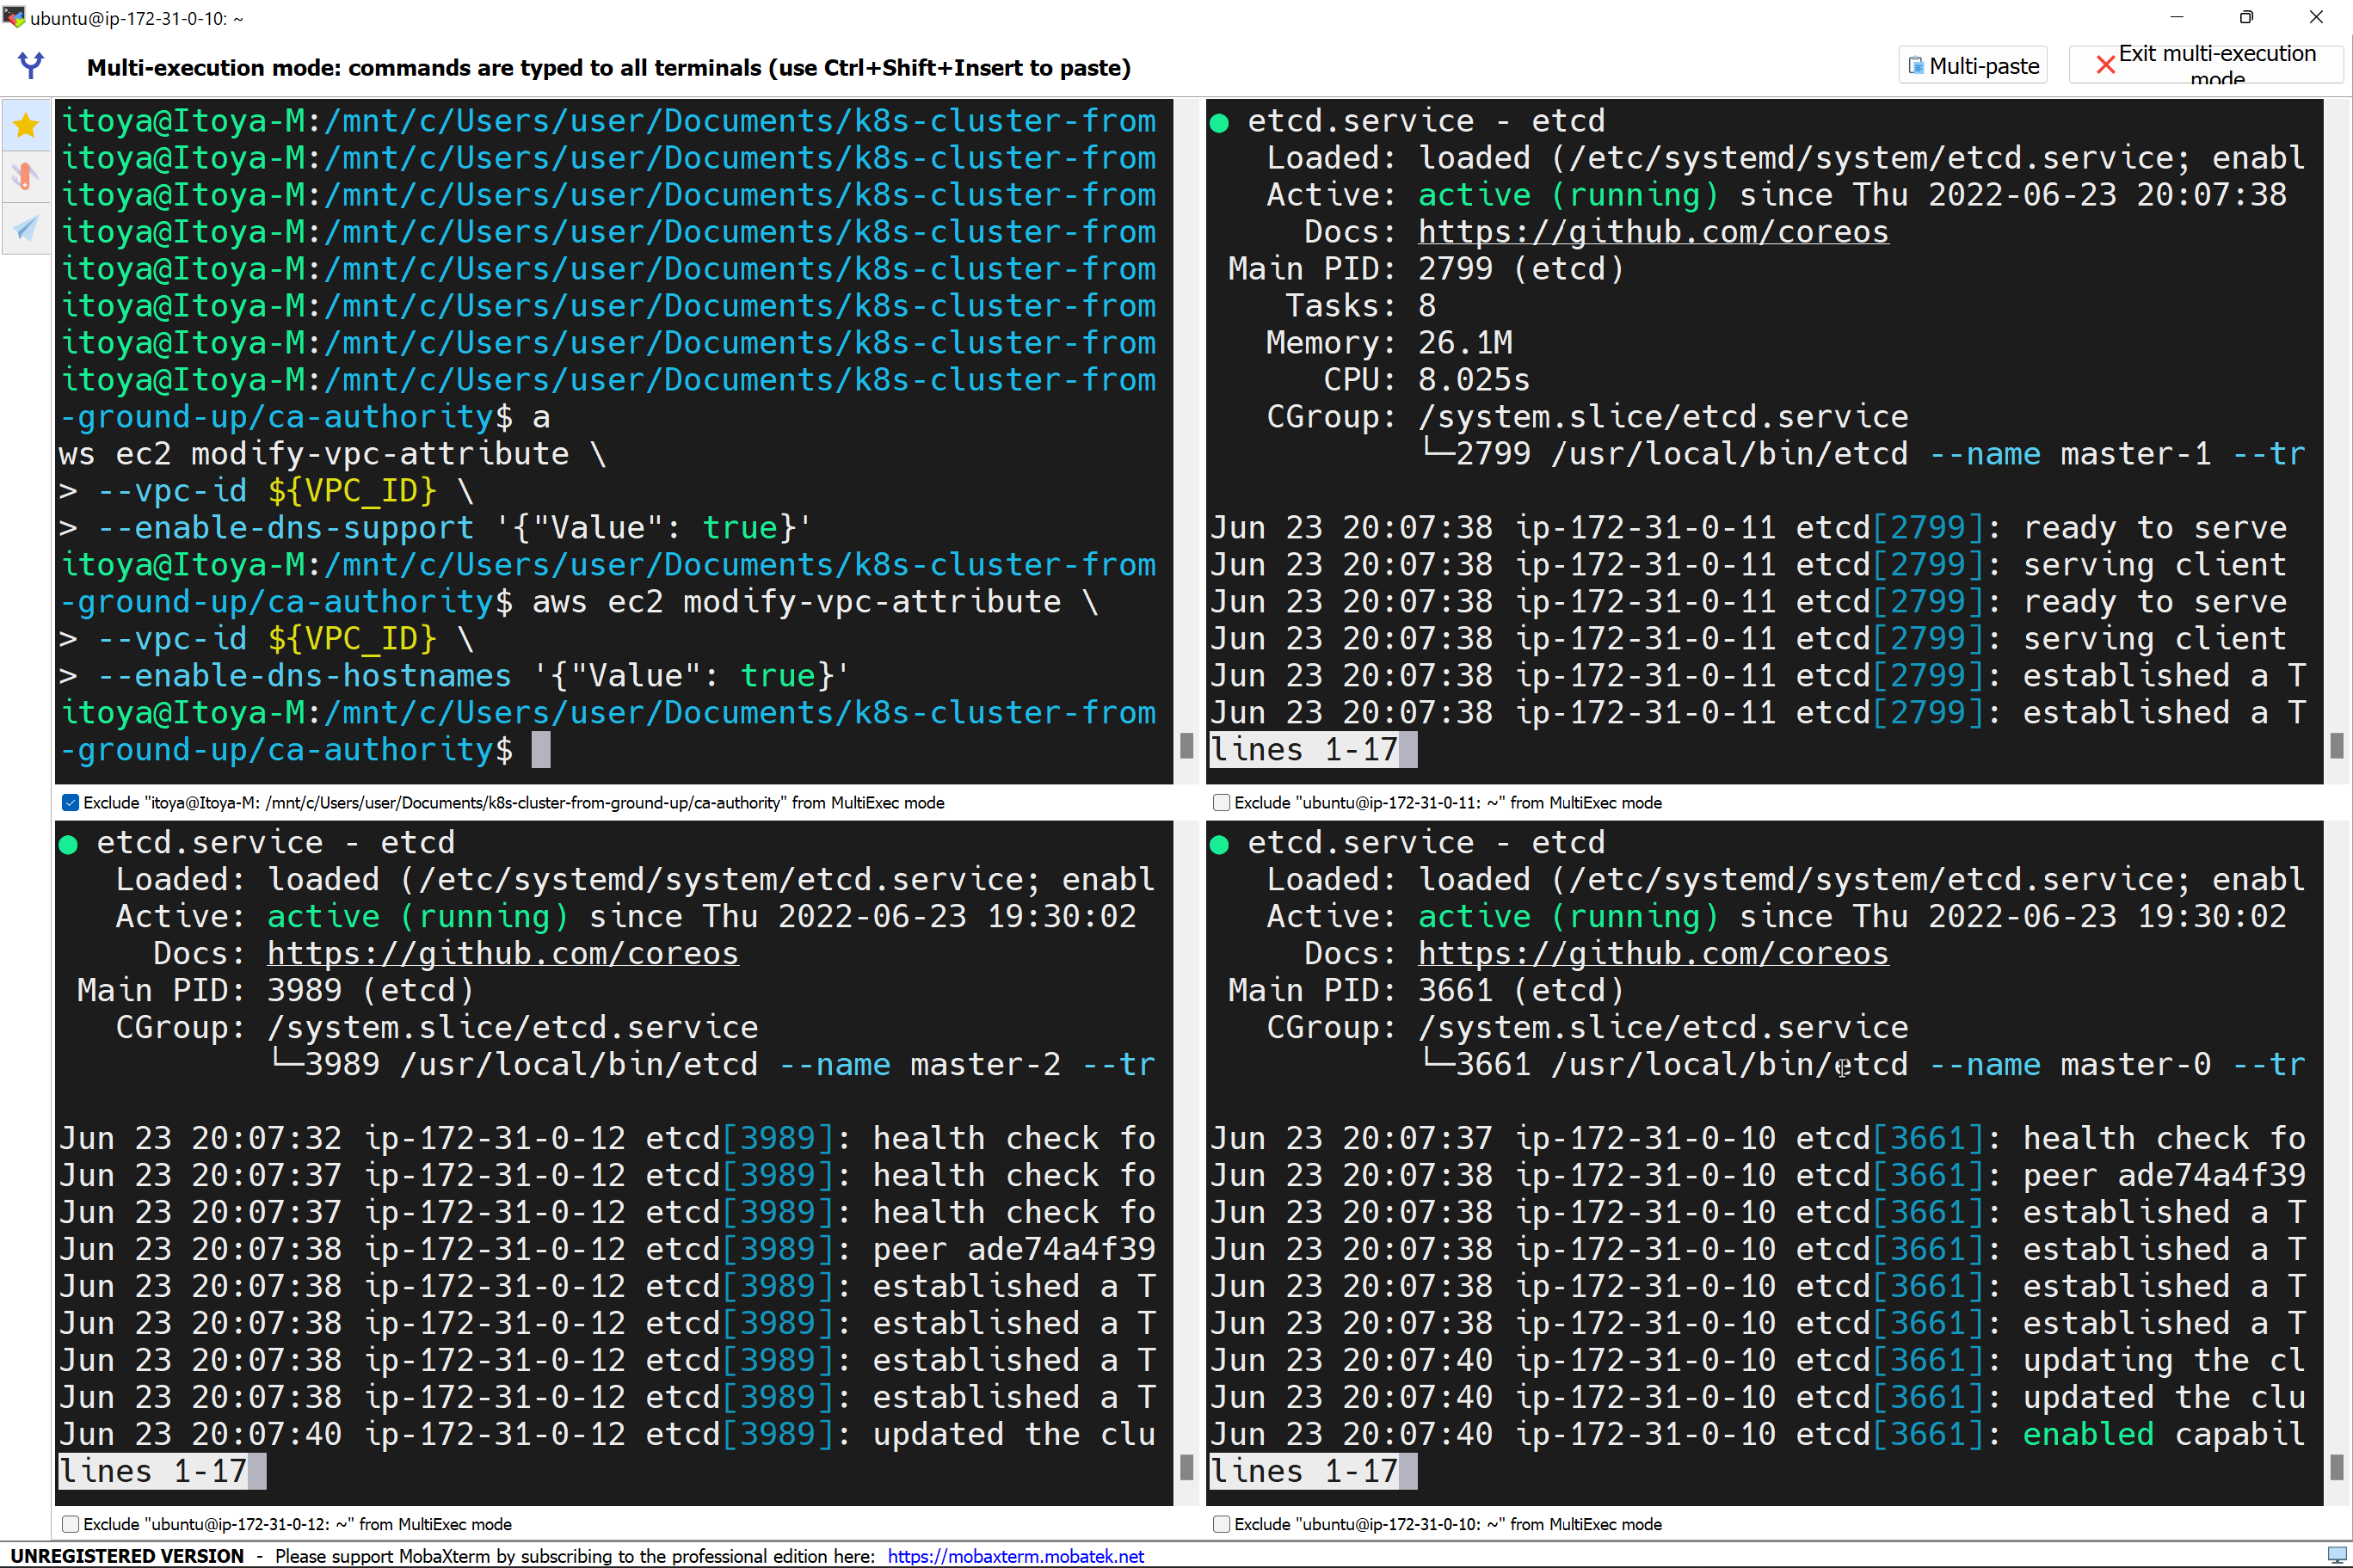 ubuntu@ip-172-31-0-10: ~
Multi-execution mode: commands are typed to all terminals (use Ctrl+Shift+Insert to paste)
Multi-paste
Exit multi-execution mode
itoya@Itoya-M:/mnt/c/Users/user/Documents/k8s-cluster-from
itoya@Itoya-M:/mnt/c/Users/user/Documents/k8s-cluster-from
itoya@Itoya-M:/mnt/c/Users/user/Documents/k8s-cluster-from
itoya@Itoya-M:/mnt/c/Users/user/Documents/k8s-cluster-from
itoya@Itoya-M:/mnt/c/Users/user/Documents/k8s-cluster-from
itoya@Itoya-M:/mnt/c/Users/user/Documents/k8s-cluster-from
itoya@Itoya-M:/mnt/c/Users/user/Documents/k8s-cluster-from
itoya@Itoya-M:/mnt/c/Users/user/Documents/k8s-cluster-from
-ground-up/ca-authority$ a
ws ec2 modify-vpc-attribute \
> --vpc-id ${VPC_ID} \
> --enable-dns-support '{"Value": true}'
itoya@Itoya-M:/mnt/c/Users/user/Documents/k8s-cluster-from
-ground-up/ca-authority$ aws ec2 modify-vpc-attribute \
> --vpc-id ${VPC_ID} \
> --enable-dns-hostnames '{"Value": true}'
itoya@Itoya-M:/mnt/c/Users/user/Documents/k8s-cluster-from
-ground-up/ca-authority$
Exclude "itoya@Itoya-M: /mnt/c/Users/user/Documents/k8s-cluster-from-ground-up/ca-authority" from MultiExec mode
● etcd.service - etcd
Loaded: loaded (/etc/systemd/system/etcd.service; enabl
Active: active (running) since Thu 2022-06-23 20:07:38
Docs: https://github.com/coreos
Main PID: 2799 (etcd)
Tasks: 8
Memory: 26.1M
CPU: 8.025s
CGroup: /system.slice/etcd.service
└─2799 /usr/local/bin/etcd --name master-1 --tr
Jun 23 20:07:38 ip-172-31-0-11 etcd[2799]: ready to serve
Jun 23 20:07:38 ip-172-31-0-11 etcd[2799]: serving client
Jun 23 20:07:38 ip-172-31-0-11 etcd[2799]: ready to serve
Jun 23 20:07:38 ip-172-31-0-11 etcd[2799]: serving client
Jun 23 20:07:38 ip-172-31-0-11 etcd[2799]: established a T
Jun 23 20:07:38 ip-172-31-0-11 etcd[2799]: established a T
lines 1-17
Exclude "ubuntu@ip-172-31-0-11: ~" from MultiExec mode
● etcd.service - etcd
Loaded: loaded (/etc/systemd/system/etcd.service; enabl
Active: active (running) since Thu 2022-06-23 19:30:02
Docs: https://github.com/coreos
Main PID: 3989 (etcd)
CGroup: /system.slice/etcd.service
└─3989 /usr/local/bin/etcd --name master-2 --tr
Jun 23 20:07:32 ip-172-31-0-12 etcd[3989]: health check fo
Jun 23 20:07:37 ip-172-31-0-12 etcd[3989]: health check fo
Jun 23 20:07:37 ip-172-31-0-12 etcd[3989]: health check fo
Jun 23 20:07:38 ip-172-31-0-12 etcd[3989]: peer ade74a4f39
Jun 23 20:07:38 ip-172-31-0-12 etcd[3989]: established a T
Jun 23 20:07:38 ip-172-31-0-12 etcd[3989]: established a T
Jun 23 20:07:38 ip-172-31-0-12 etcd[3989]: established a T
Jun 23 20:07:38 ip-172-31-0-12 etcd[3989]: established a T
Jun 23 20:07:40 ip-172-31-0-12 etcd[3989]: updated the clu
lines 1-17
Exclude "ubuntu@ip-172-31-0-12: ~" from MultiExec mode
● etcd.service - etcd
Loaded: loaded (/etc/systemd/system/etcd.service; enabl
Active: active (running) since Thu 2022-06-23 19:30:02
Docs: https://github.com/coreos
Main PID: 3661 (etcd)
CGroup: /system.slice/etcd.service
└─3661 /usr/local/bin/etcd --name master-0 --tr
Jun 23 20:07:37 ip-172-31-0-10 etcd[3661]: health check fo
Jun 23 20:07:38 ip-172-31-0-10 etcd[3661]: peer ade74a4f39
Jun 23 20:07:38 ip-172-31-0-10 etcd[3661]: established a T
Jun 23 20:07:38 ip-172-31-0-10 etcd[3661]: established a T
Jun 23 20:07:38 ip-172-31-0-10 etcd[3661]: established a T
Jun 23 20:07:38 ip-172-31-0-10 etcd[3661]: established a T
Jun 23 20:07:40 ip-172-31-0-10 etcd[3661]: updating the cl
Jun 23 20:07:40 ip-172-31-0-10 etcd[3661]: updated the clu
Jun 23 20:07:40 ip-172-31-0-10 etcd[3661]: enabled capabil
lines 1-17
Exclude "ubuntu@ip-172-31-0-10: ~" from MultiExec mode
UNREGISTERED VERSION - Please support MobaXterm by subscribing to the professional edition here: https://mobaxterm.mobatek.net